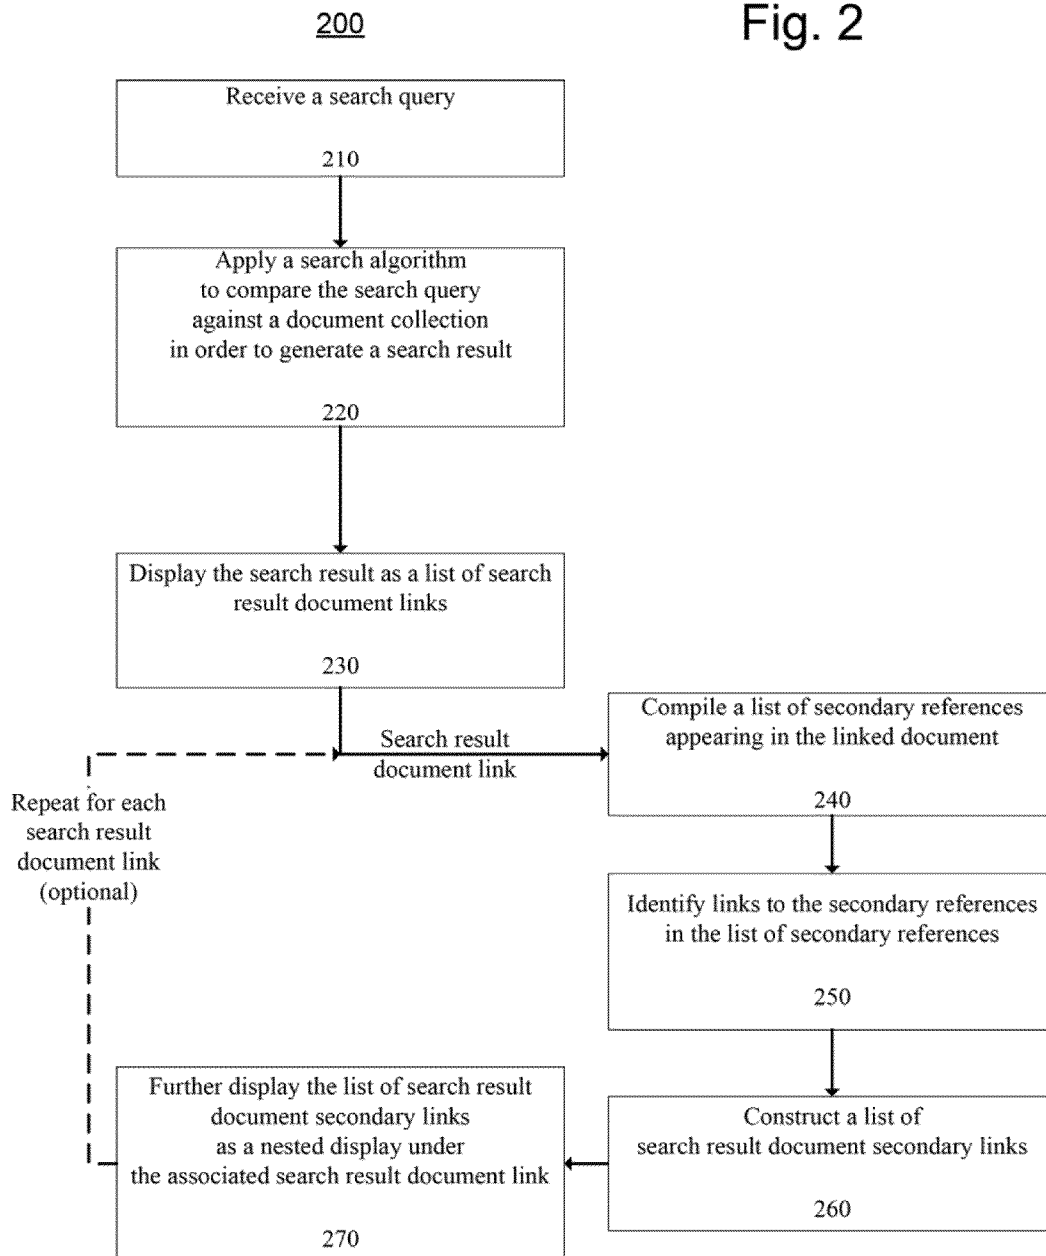 200
Fig. 2
Receive a search query
210
Apply a search algorithm
to compare the search query
against a document collection
in order to generate a search result
220
Display the search result as a list of search
result document links
230
Search result
document link
Compile a list of secondary references
appearing in the linked document
240
Identify links to the secondary references
in the list of secondary references
250
Construct a list of
search result document secondary links
260
Further display the list of search result
document secondary links
as a nested display under
the associated search result document link
270
Repeat for each
search result
document link
(optional)